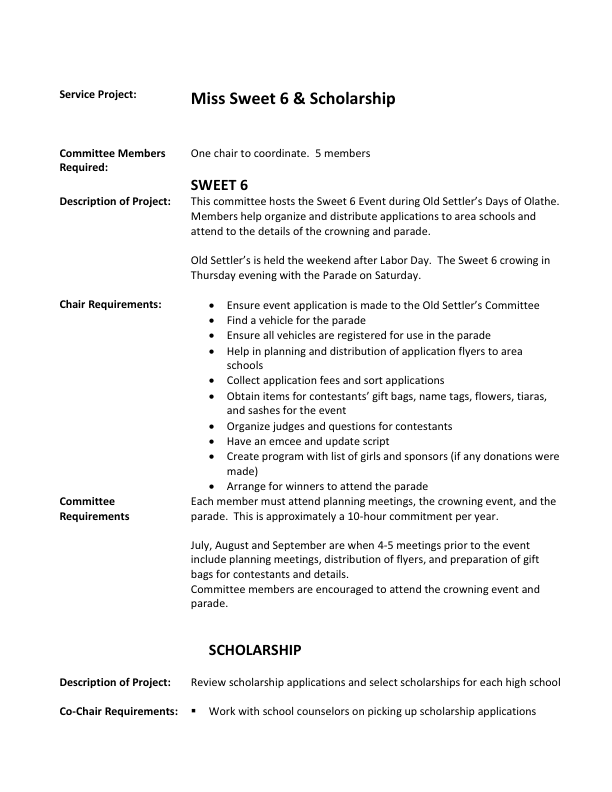 Service Project: Miss Sweet 6 & Scholarship
Committee Members One chair to coordinate.  5 members
Required:
SWEET 6
Description of Project: This committee hosts the Sweet 6 Event during Old Settler's Days of Olathe.
Members help organize and distribute applications to area schools and
attend to the details of the crowning and parade.
Old Settler's is held the weekend after Labor Day.  The Sweet 6 crowing in
Thursday evening with the Parade on Saturday.
Chair Requirements: • Ensure event application is made to the Old Settler's Committee
• Find a vehicle for the parade
• Ensure all vehicles are registered for use in the parade
• Help in planning and distribution of application flyers to area
schools
• Collect application fees and sort applications
• Obtain items for contestants' gift bags, name tags, flowers, tiaras,
and sashes for the event
• Organize judges and questions for contestants
• Have an emcee and update script
• Create program with list of girls and sponsors (if any donations were
made)
• Arrange for winners to attend the parade
Committee Each member must attend planning meetings, the crowning event, and the
Requirements parade.  This is approximately a 10-hour commitment per year.
July, August and September are when 4-5 meetings prior to the event
include planning meetings, distribution of flyers, and preparation of gift
bags for contestants and details.
Committee members are encouraged to attend the crowning event and
parade.
SCHOLARSHIP
Description of Project: Review scholarship applications and select scholarships for each high school
Co-Chair Requirements: ▪ Work with school counselors on picking up scholarship applications